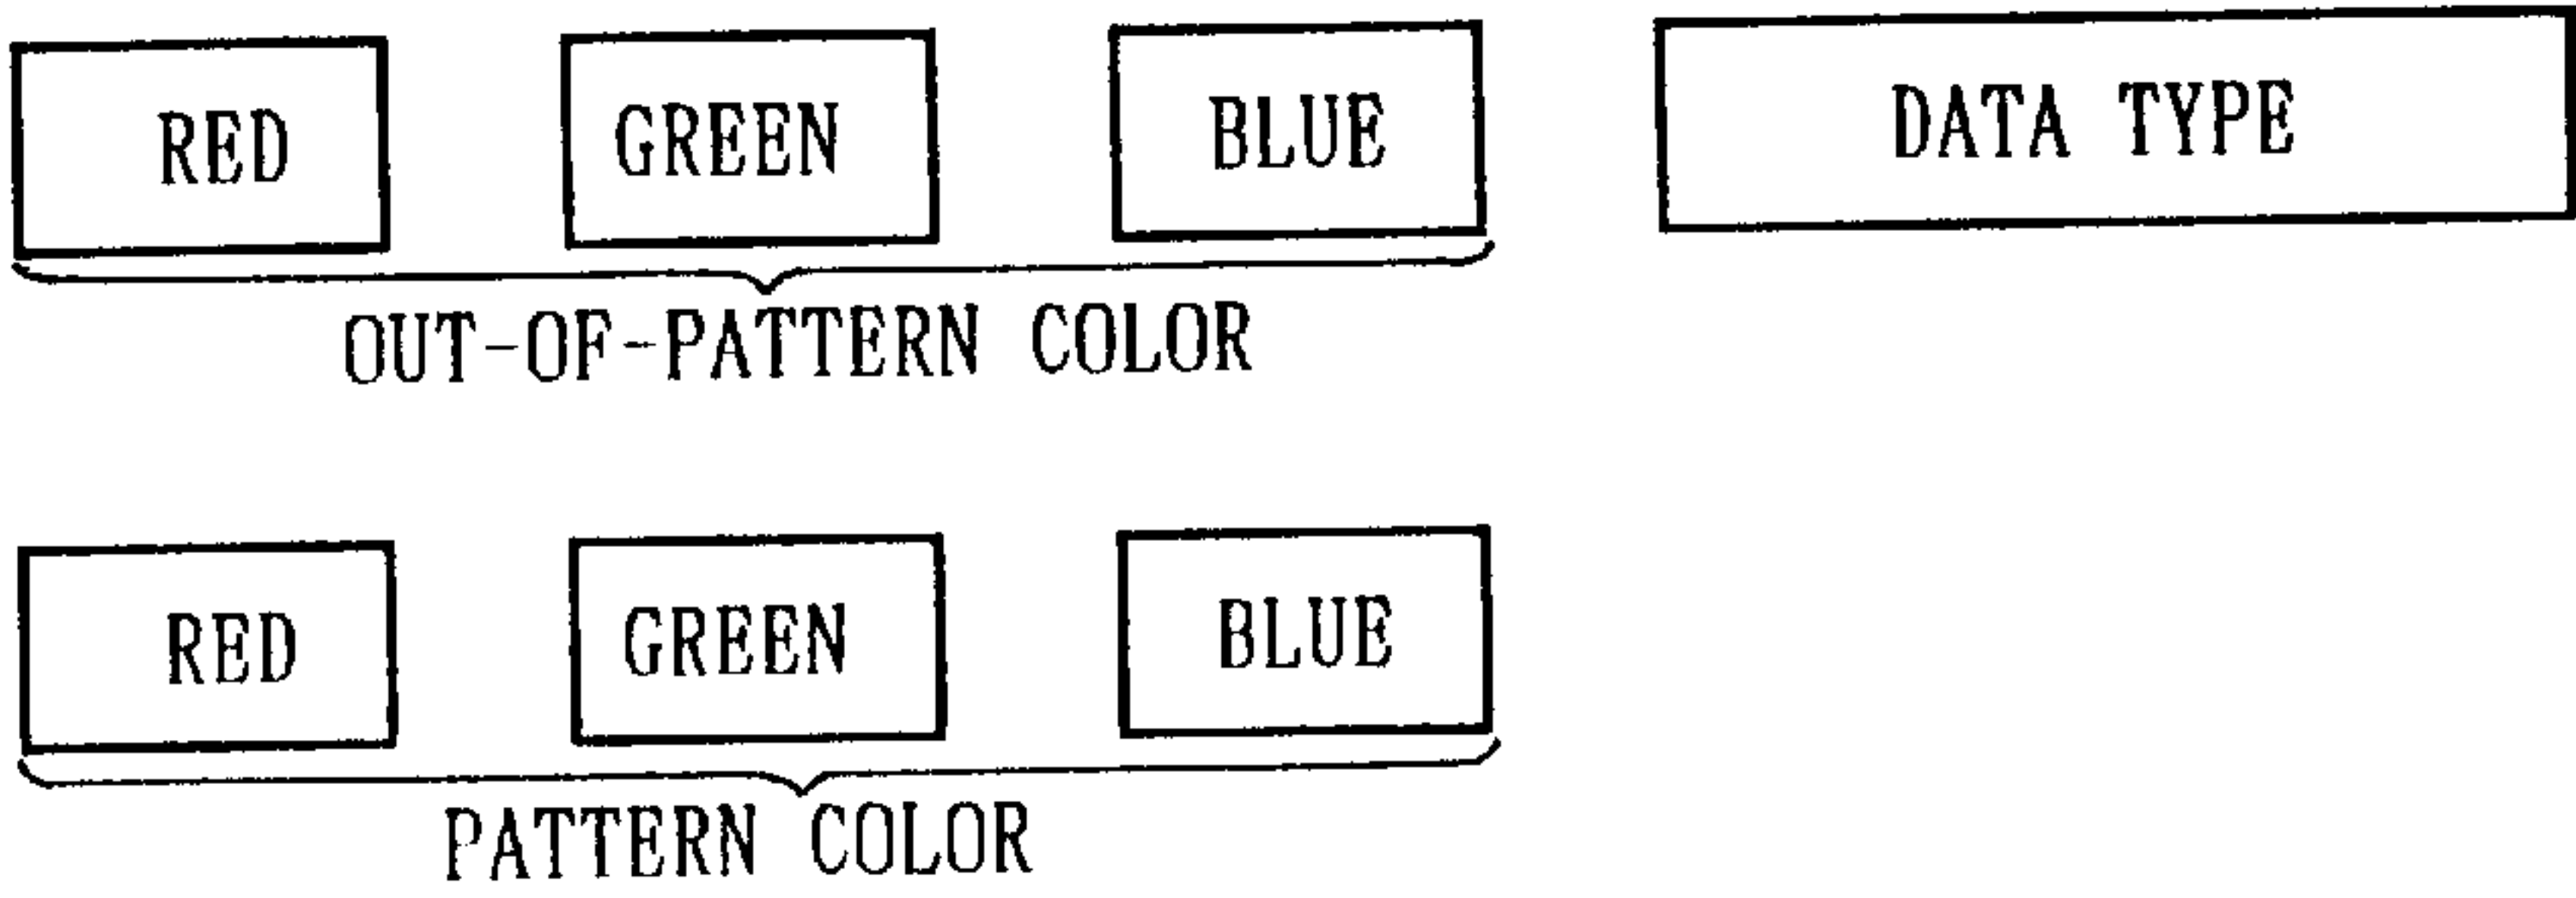 RED GREEN BLUE DATA TYPE
OUT-OF-PATTERN COLOR
RED GREEN BLUE
PATTERN COLOR